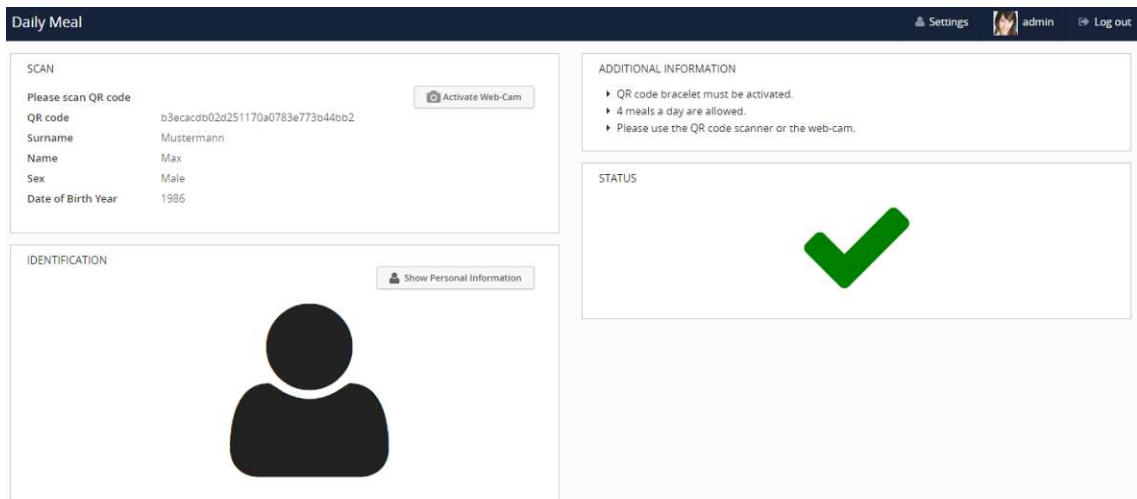 Daily Meal
Settings
admin
Log out
SCAN
Please scan QR code
Activate Web-Cam
QR code b3ecacdb02d251170a0783e773b44bb2
Surname Mustermann
Name Max
Sex Male
Date of Birth Year 1986
IDENTIFICATION
Show Personal Information
ADDITIONAL INFORMATION
QR code bracelet must be activated.
4 meals a day are allowed.
Please use the QR code scanner or the web-cam.
STATUS